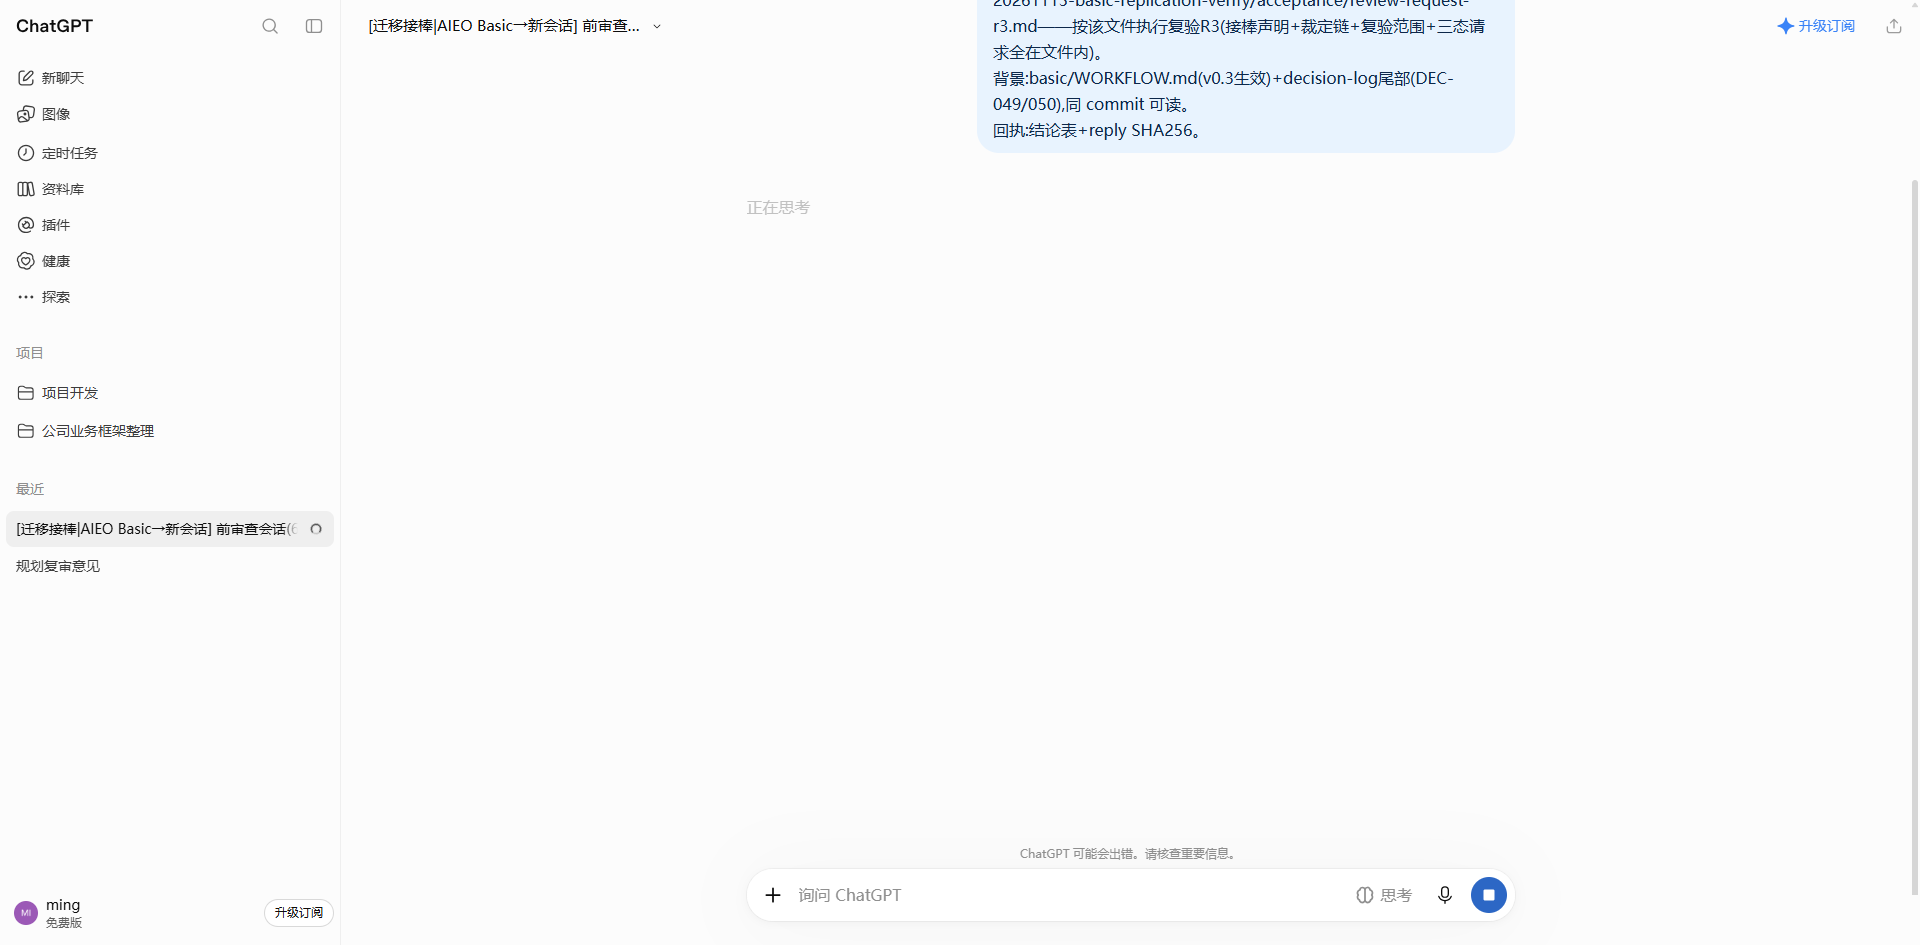 ChatGPT
新聊天
图像
定时任务
资料库
插件
健康
探索
项目
项目开发
公司业务框架整理
最近
[迁移接棒|AIEO Basic→新会话] 前审查会话(
规划复审意见
MI
ming
免费版
升级订阅
[迁移接棒|AIEO Basic→新会话] 前审查...
升级订阅
20261115-basic-replication-verify/acceptance/review-request-
r3.md——按该文件执行复验R3(接棒声明+裁定链+复验范围+三态请
求全在文件内)。
背景:basic/WORKFLOW.md(v0.3生效)+decision-log尾部(DEC-
049/050),同 commit 可读。
回执:结论表+reply SHA256。
正在思考
ChatGPT 可能会出错。请核查重要信息。
询问 ChatGPT
思考